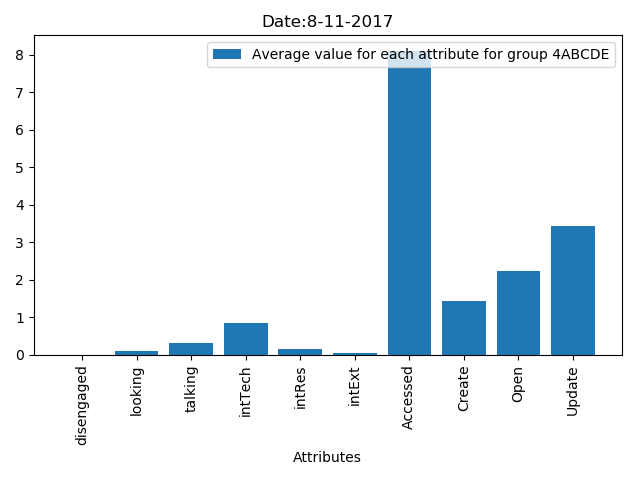 Date:8-11-2017
Average value for each attribute for group 4ABCDE
8
7
6
5
4
3
2
1
0
disengaged
looking
talking
intTech
intRes
intExt
Accessed
Create
Open
Update
Attributes